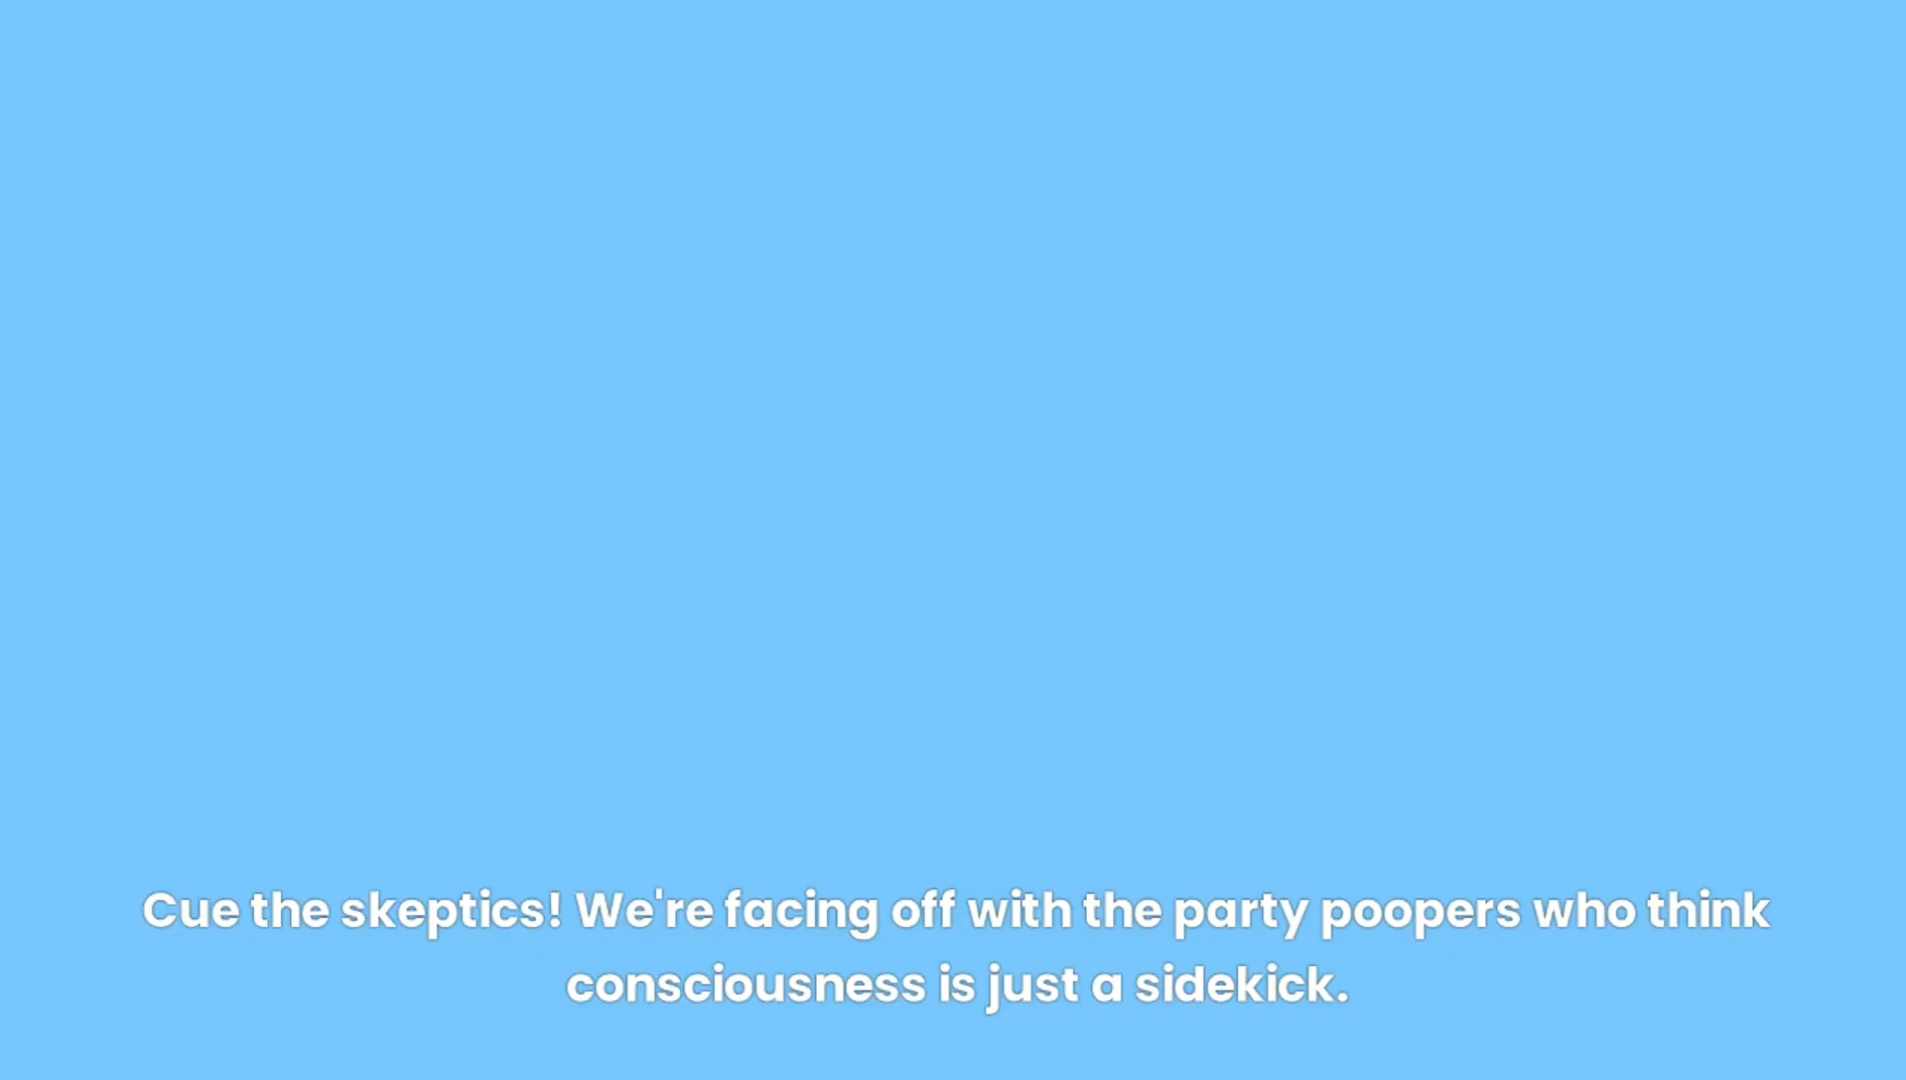 Cue the skeptics! We're facing off with the party poopers who think
consciousness is just a sidekick.